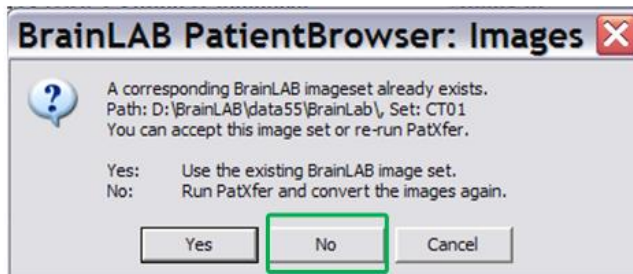 BrainLAB PatientBrowser: Images
A corresponding BrainLAB imageset already exists.
Path: D:\BrainLAB\data55\BrainLab\, Set: CT01
You can accept this image set or re-run PatXfer.
Yes: Use the existing BrainLAB image set.
No: Run PatXfer and convert the images again.
Yes No Cancel